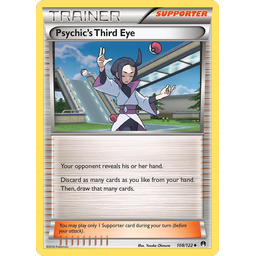 TRAINER
SUPPORTER
Psychic's Third Eye
Your opponent reveals his or her hand.
Discard as many cards as you like from your hand.
Then, draw that many cards.
You may play only 1 Supporter card during your turn (before
your attack).
Illus. Yusuke Ohmura
108/122